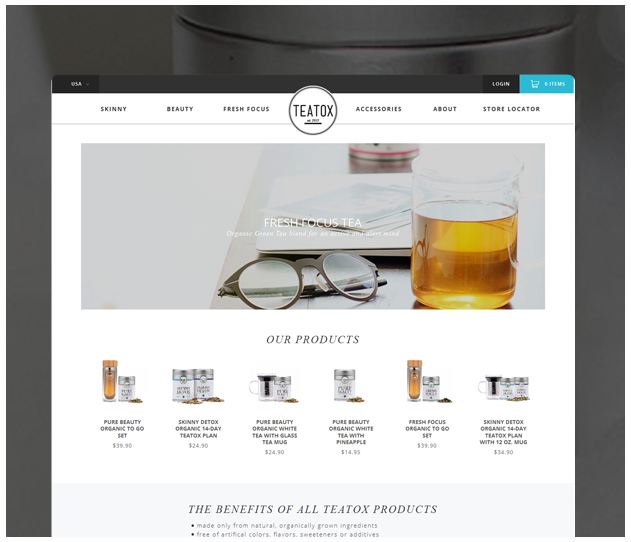 USA
LOGIN
0 ITEMS
SKINNY
BEAUTY
FRESH FOCUS
TEATOX
est. 2012
ACCESSORIES
ABOUT
STORE LOCATOR
FRESH FOCUS TEA
Organic Green Tea blend for an active and alert mind
OUR PRODUCTS
PURE BEAUTY
ORGANIC TO GO
SET
$39.90
SKINNY DETOX
ORGANIC 14-DAY
TEATOX PLAN
$24.90
PURE BEAUTY
ORGANIC WHITE
TEA WITH GLASS
TEA MUG
$24.90
PURE BEAUTY
ORGANIC WHITE
TEA WITH
PINEAPPLE
$14.95
FRESH FOCUS
ORGANIC TO GO
SET
$39.90
SKINNY DETOX
ORGANIC 14-DAY
TEATOX PLAN
WITH 12 OZ. MUG
$34.90
THE BENEFITS OF ALL TEATOX PRODUCTS
• made only from natural, organically grown ingredients
• free of artifical colors, flavors, sweeteners or additives